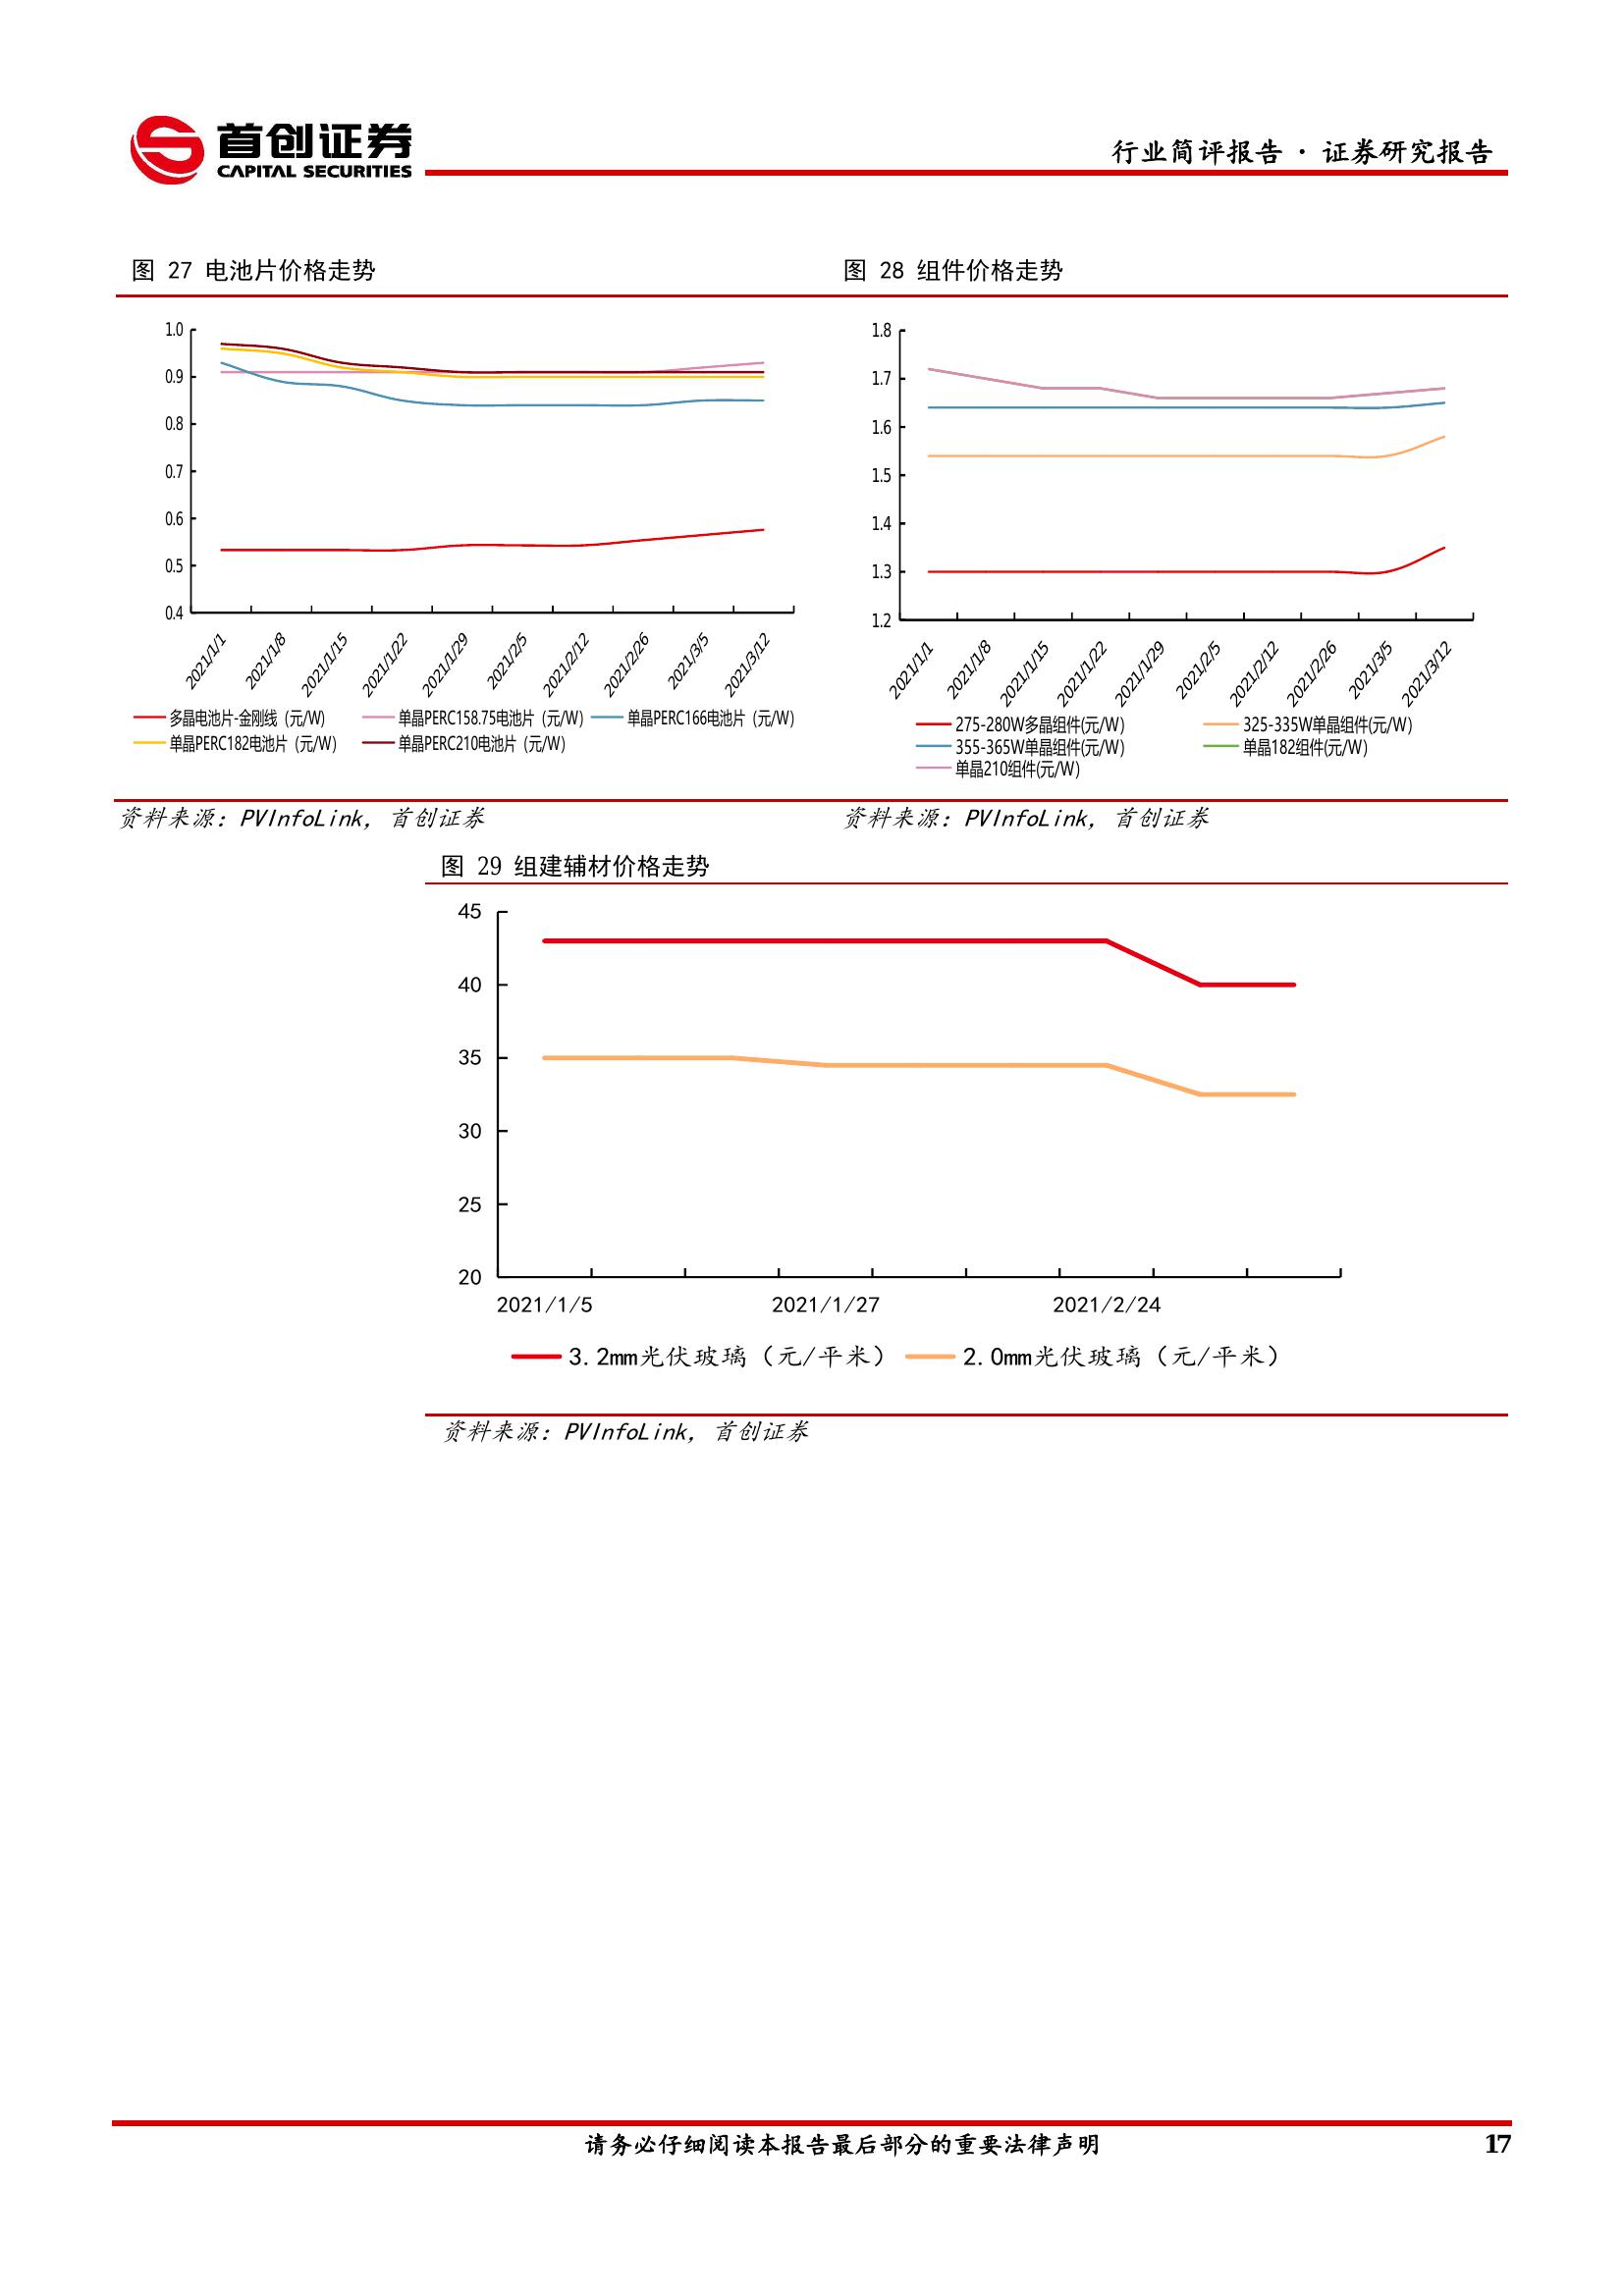 首创证券
CAPITAL SECURITIES
行业简评报告 · 证券研究报告
图 27 电池片价格走势
1.0
0.9
0.8
0.7
0.6
0.5
0.4
2021/1/1
2021/1/8
2021/1/15
2021/1/22
2021/1/29
2021/2/5
2021/2/12
2021/2/26
2021/3/5
2021/3/12
多晶电池片-金刚线 (元/W)
单晶PERC158.75电池片 (元/W)
单晶PERC166电池片 (元/W)
单晶PERC182电池片 (元/W)
单晶PERC210电池片 (元/W)
资料来源：PVInfoLink, 首创证券
图 28 组件价格走势
1.8
1.7
1.6
1.5
1.4
1.3
1.2
2021/1/1
2021/1/8
2021/1/15
2021/1/22
2021/1/29
2021/2/5
2021/2/12
2021/2/26
2021/3/5
2021/3/12
275-280W多晶组件(元/W)
325-335W单晶组件(元/W)
355-365W单晶组件(元/W)
单晶182组件(元/W)
单晶210组件(元/W)
资料来源：PVInfoLink, 首创证券
图 29 组建辅材价格走势
45
40
35
30
25
20
2021/1/5
2021/1/27
2021/2/24
3.2mm光伏玻璃（元/平米）
2.0mm光伏玻璃（元/平米）
资料来源：PVInfoLink, 首创证券
请务必仔细阅读本报告最后部分的重要法律声明
17